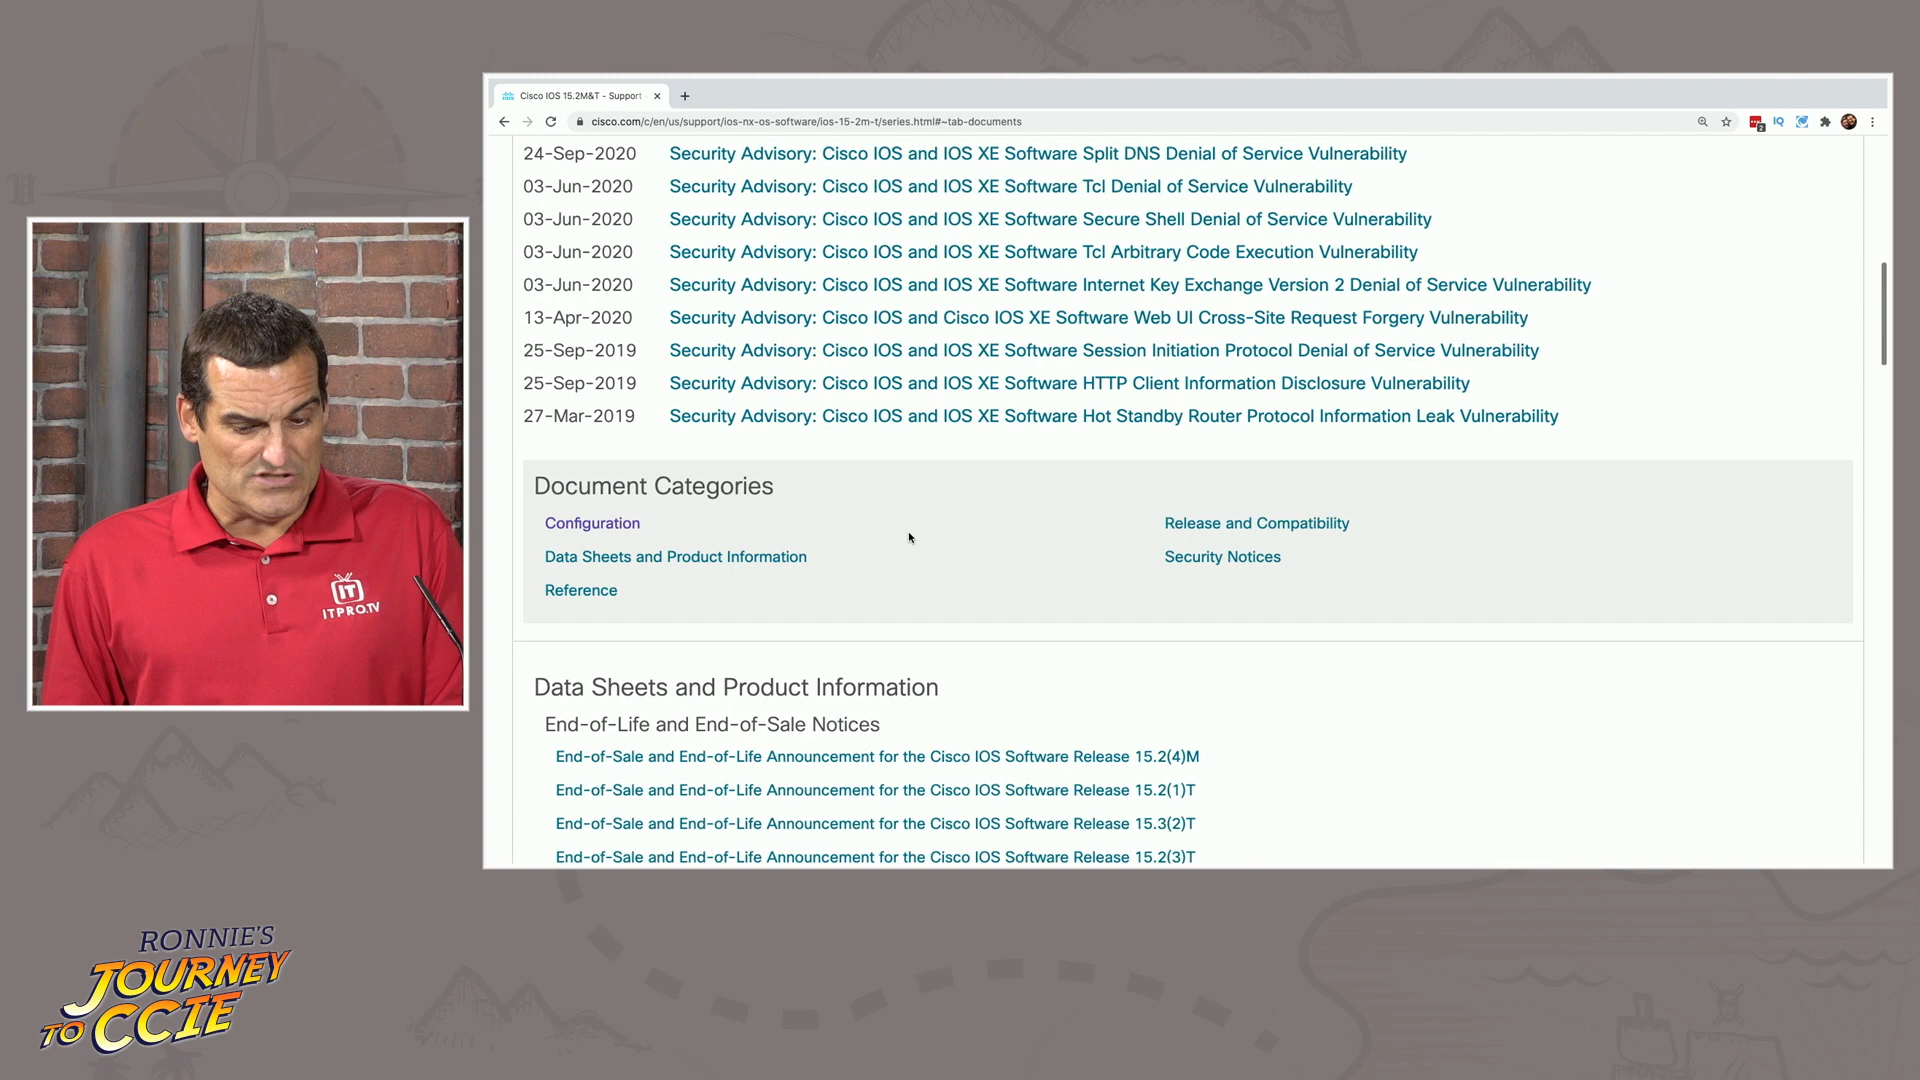 Cisco IOS 15.2M&T - Support
cisco.com/c/en/us/support/ios-nx-os-software/ios-15-2m-t/series.html#~tab-documents
24-Sep-2020 Security Advisory: Cisco IOS and IOS XE Software Split DNS Denial of Service Vulnerability
03-Jun-2020 Security Advisory: Cisco IOS and IOS XE Software Tcl Denial of Service Vulnerability
03-Jun-2020 Security Advisory: Cisco IOS and IOS XE Software Secure Shell Denial of Service Vulnerability
03-Jun-2020 Security Advisory: Cisco IOS and IOS XE Software Tcl Arbitrary Code Execution Vulnerability
03-Jun-2020 Security Advisory: Cisco IOS and IOS XE Software Internet Key Exchange Version 2 Denial of Service Vulnerability
13-Apr-2020 Security Advisory: Cisco IOS and Cisco IOS XE Software Web UI Cross-Site Request Forgery Vulnerability
25-Sep-2019 Security Advisory: Cisco IOS and IOS XE Software Session Initiation Protocol Denial of Service Vulnerability
25-Sep-2019 Security Advisory: Cisco IOS and IOS XE Software HTTP Client Information Disclosure Vulnerability
27-Mar-2019 Security Advisory: Cisco IOS and IOS XE Software Hot Standby Router Protocol Information Leak Vulnerability
Document Categories
Configuration
Release and Compatibility
Data Sheets and Product Information
Security Notices
Reference
Data Sheets and Product Information
End-of-Life and End-of-Sale Notices
End-of-Sale and End-of-Life Announcement for the Cisco IOS Software Release 15.2(4)M
End-of-Sale and End-of-Life Announcement for the Cisco IOS Software Release 15.2(1)T
End-of-Sale and End-of-Life Announcement for the Cisco IOS Software Release 15.3(2)T
End-of-Sale and End-of-Life Announcement for the Cisco IOS Software Release 15.2(3)T
IT
ITPRO.TV
RONNIE'S
JOURNEY
TO CCIE